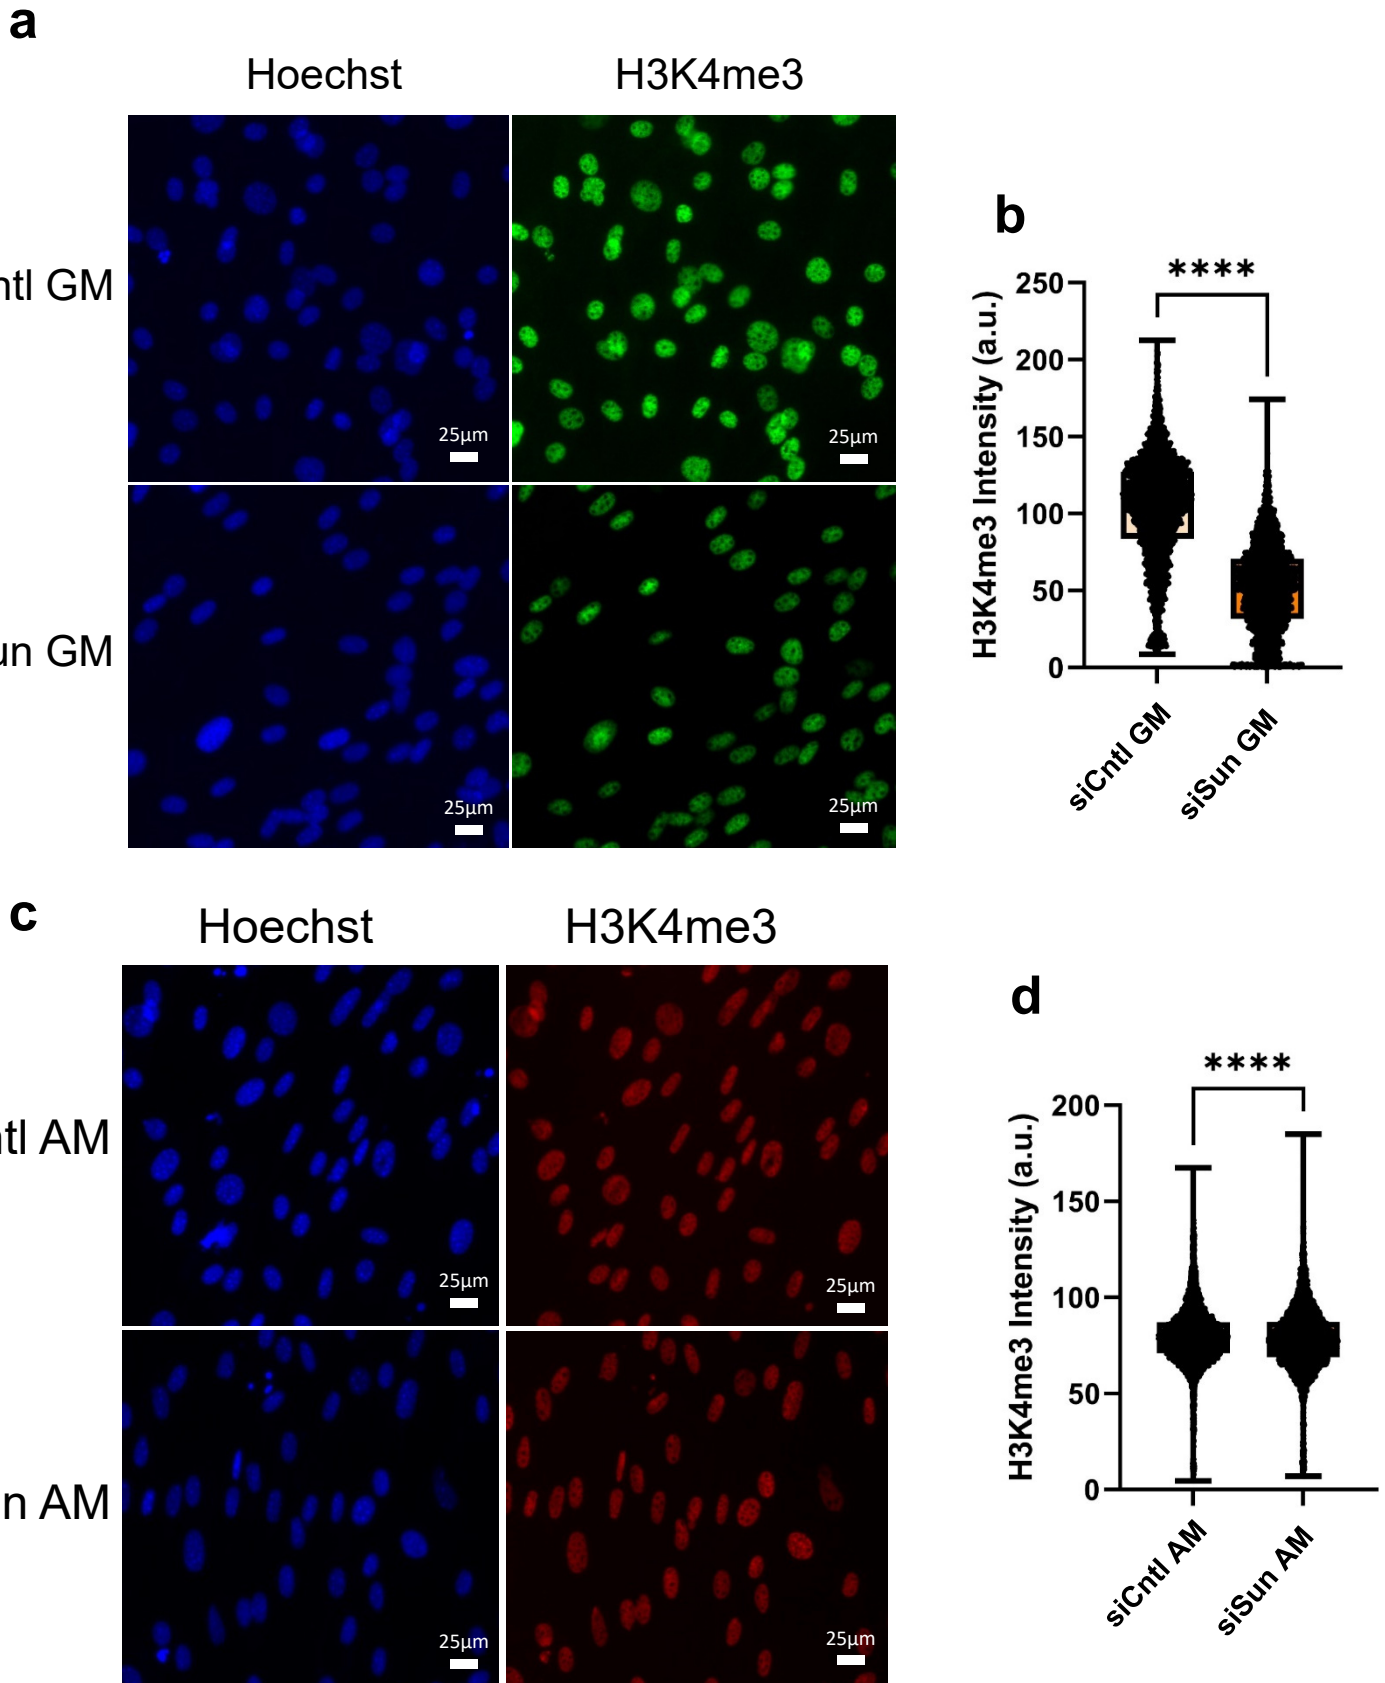 a
Hoechst
H3K4me3
ntl GM
25µm
25µm
un GM
25µm
25µm
b
****
H3K4me3 Intensity (a.u.)
250
200
150
100
50
0
siCntl GM
siSun GM
c
Hoechst
H3K4me3
ntl AM
25µm
25µm
n AM
25µm
25µm
d
****
H3K4me3 Intensity (a.u.)
200
150
100
50
0
siCntl AM
siSun AM